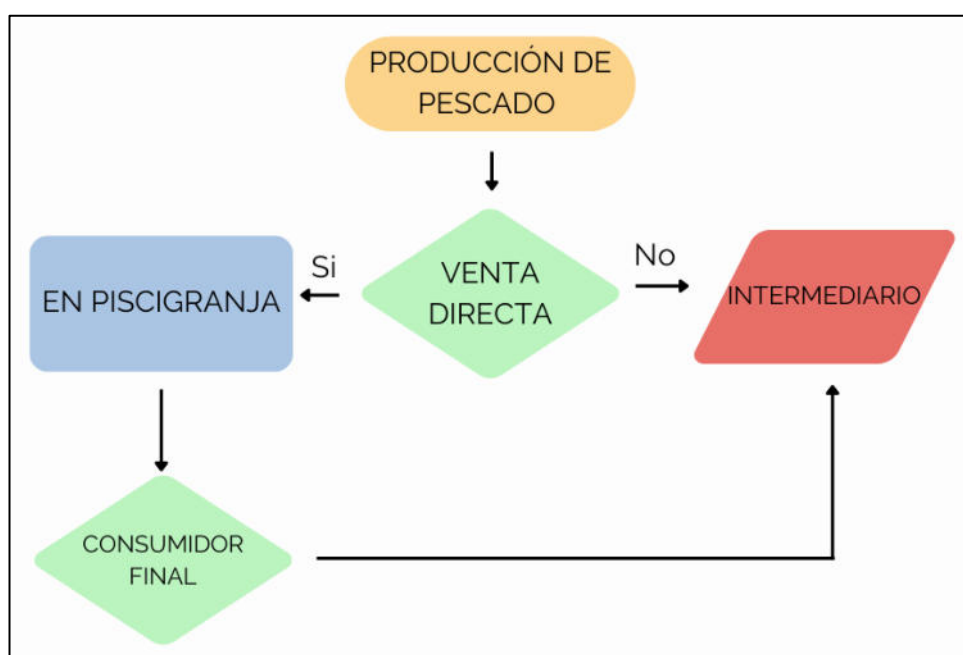 PRODUCCIÓN DE
PESCADO
Si
VENTA
DIRECTA
No
EN PISCIGRANJA
INTERMEDIARIO
CONSUMIDOR
FINAL